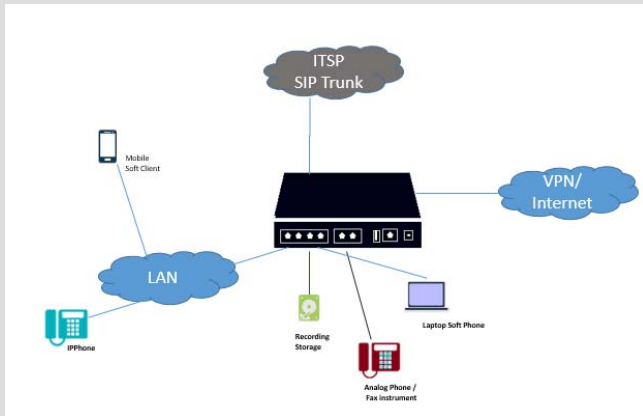 ITSP
SIP Trunk
Mobile
Soft Client
VPN/
Internet
LAN
IPPhone
Recording
Storage
Laptop Soft Phone
Analog Phone /
Fax instrument